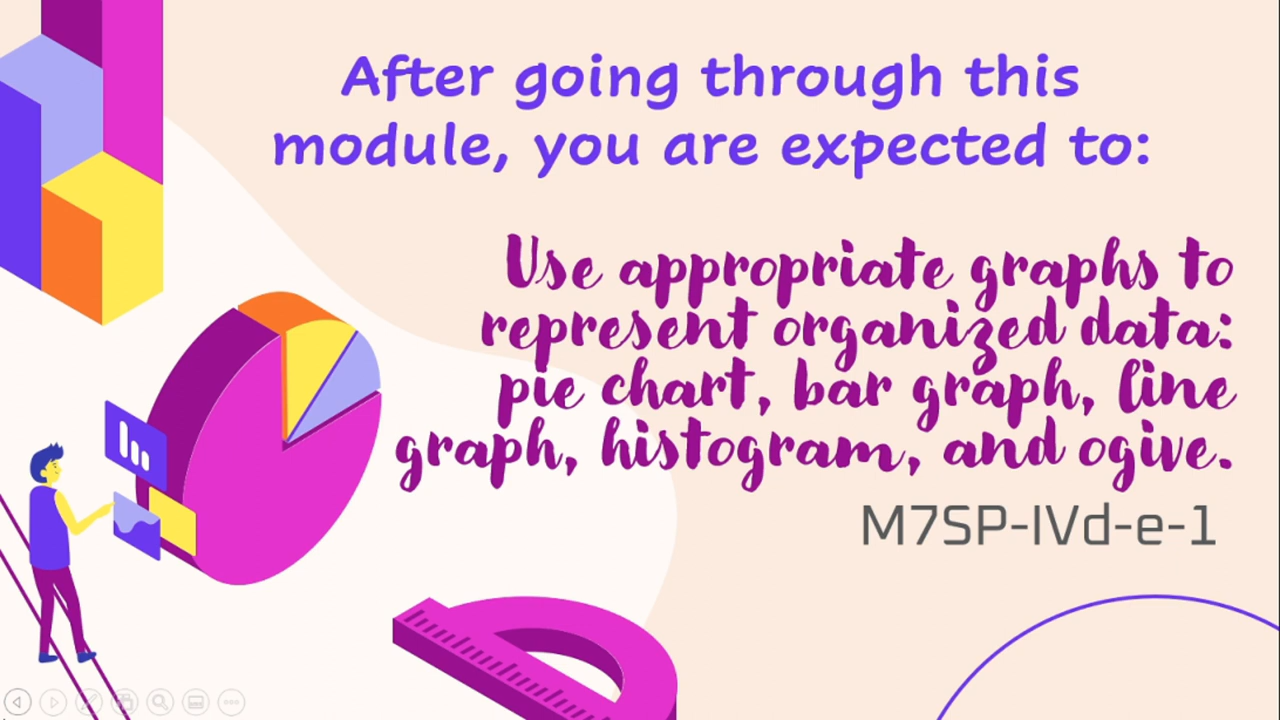 After going through this
module, you are expected to:
Use appropriate graphs to
represent organized data:
pie chart, bar graph, line
graph, histogram, and ogive.
M7SP-IVd-e-1